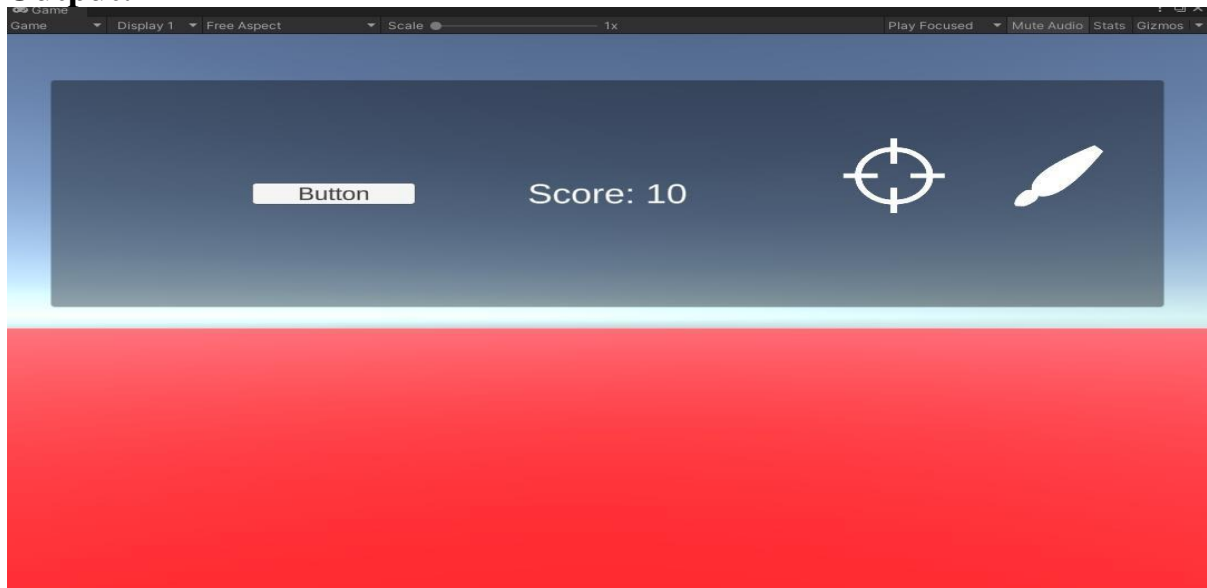 Game
Game Display 1 Free Aspect Scale 1x Play Focused Mute Audio Stats Gizmos
Button Score: 10